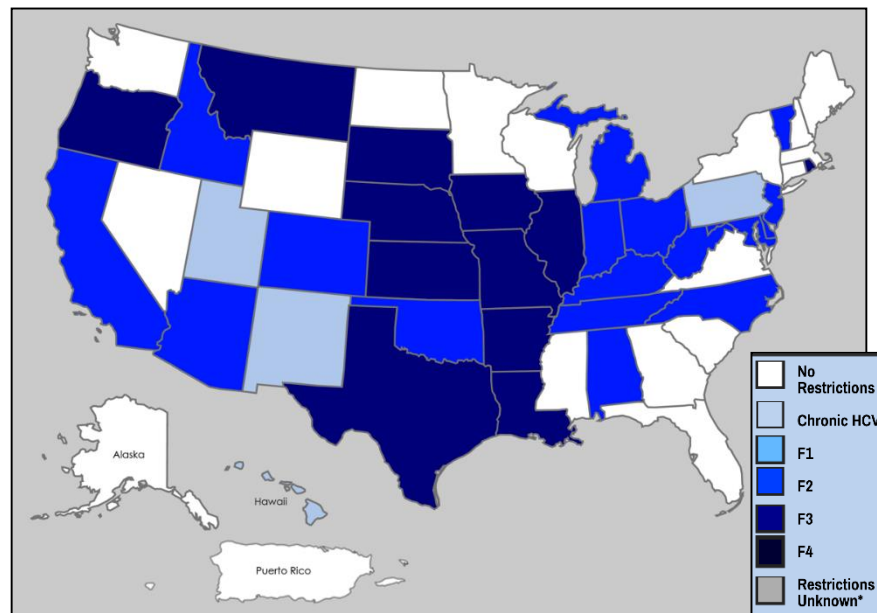 Alaska
Hawaii
Puerto Rico
No
Restrictions
Chronic HCV
F1
F2
F3
F4
Restrictions
Unknown*